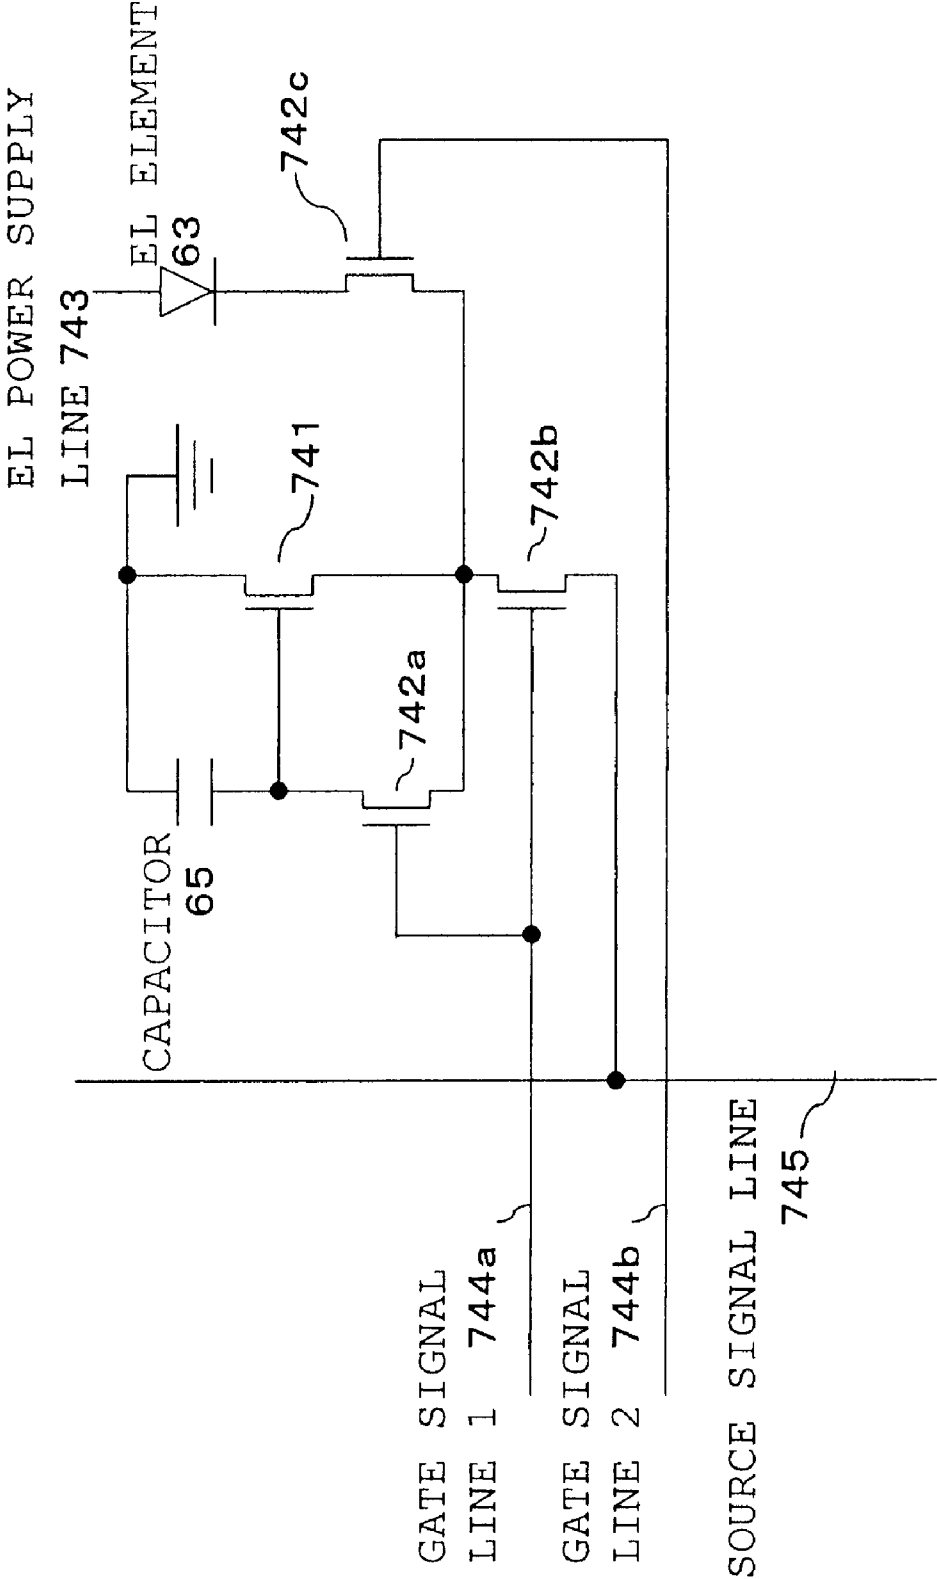 EL POWER SUPPLY
LINE 743
EL ELEMENT
63
742c
741
742b
742a
CAPACITOR
65
GATE SIGNAL
LINE 1 744a
GATE SIGNAL
LINE 2 744b
SOURCE SIGNAL LINE
745